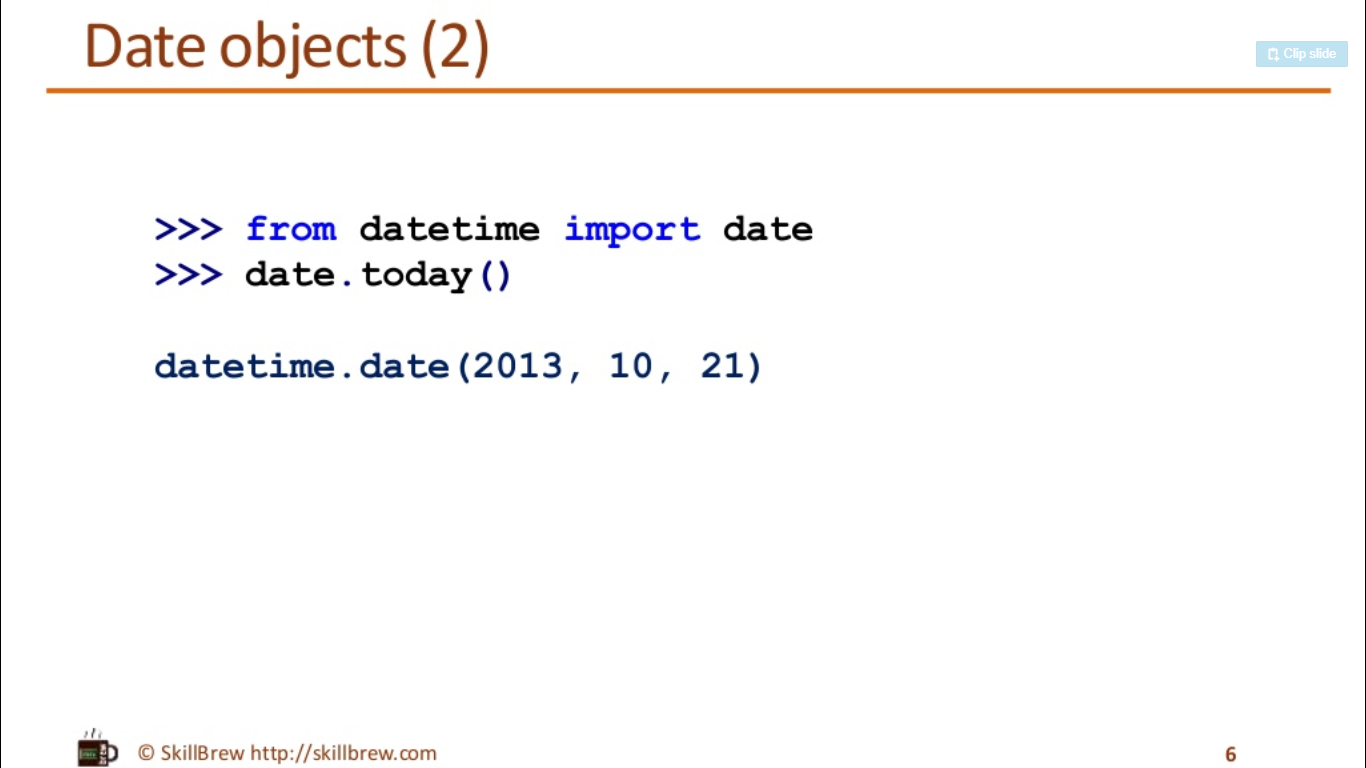 Date objects (2)
Clip slide
>>> from datetime import date
>>> date.today()
datetime.date(2013, 10, 21)
© SkillBrew http://skillbrew.com
6